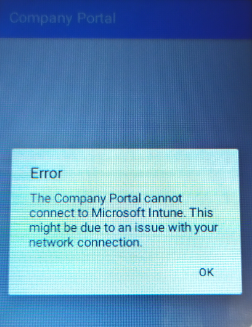 Company Portal
Error
The Company Portal cannot
connect to Microsoft Intune. This
might be due to an issue with your
network connection.
OK